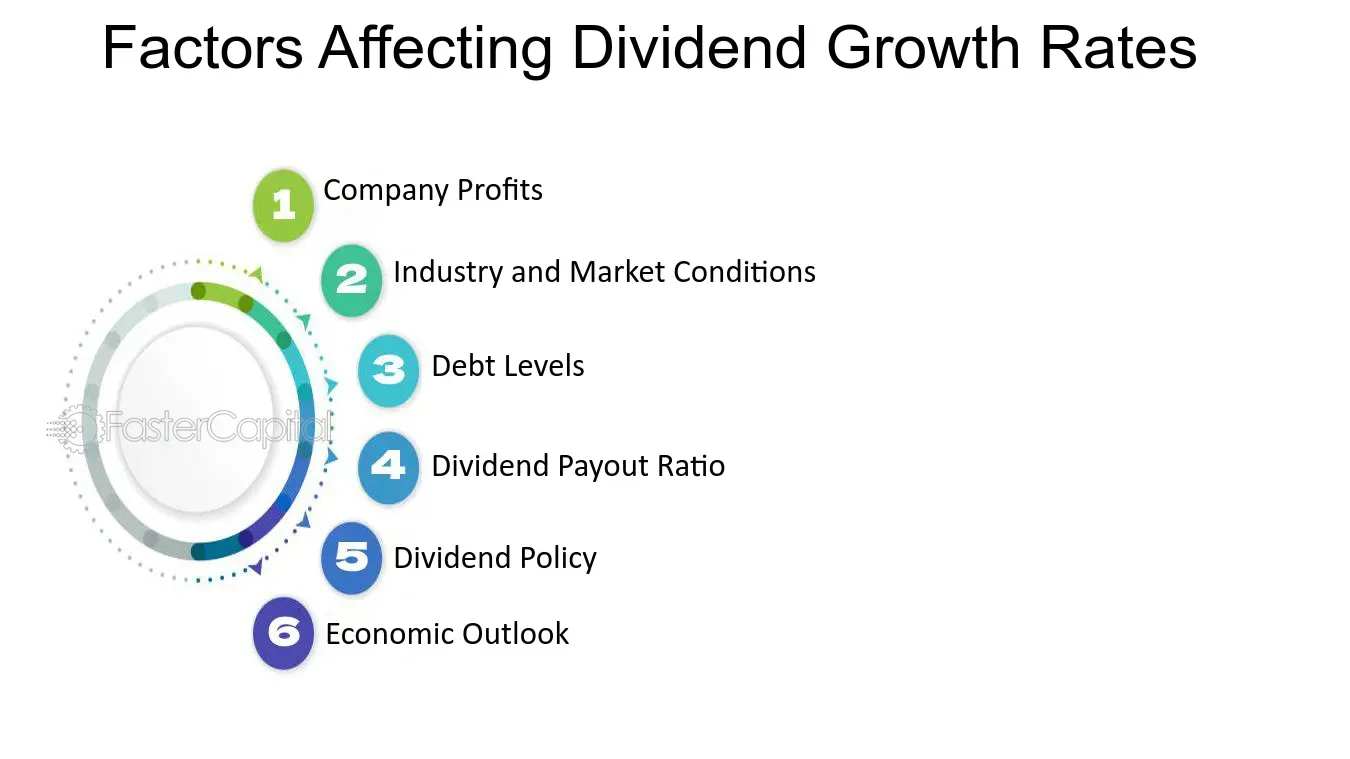 Factors Affecting Dividend Growth Rates
1 Company Profits
2 Industry and Market Conditions
3 Debt Levels
FasterCapital
4 Dividend Payout Ratio
5 Dividend Policy
6 Economic Outlook